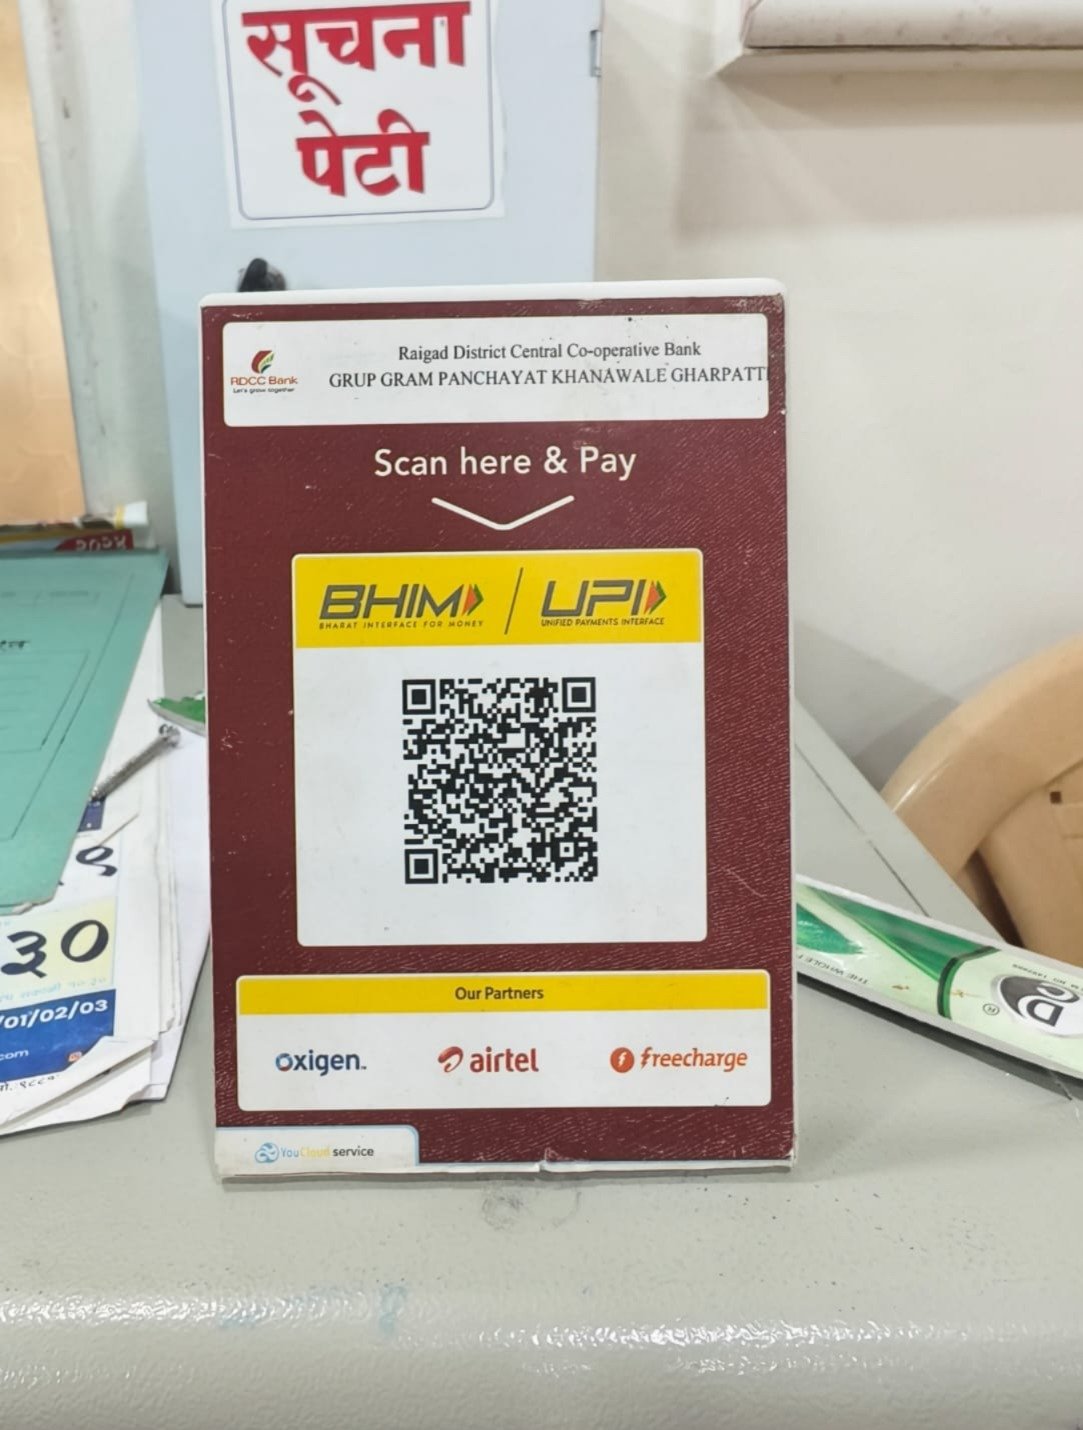 सूचना
पेटी
RDCC Bank
Let's grow together
Raigad District Central Co-operative Bank
GRUP GRAM PANCHAYAT KHANAWALE GHARPATTI
Scan here & Pay
BHIM
BHARAT INTERFACE FOR MONEY
UPI
UNIFIED PAYMENTS INTERFACE
Our Partners
oxigen
airtel
freecharge
YouCloud service
३०
/01/02/03
.com